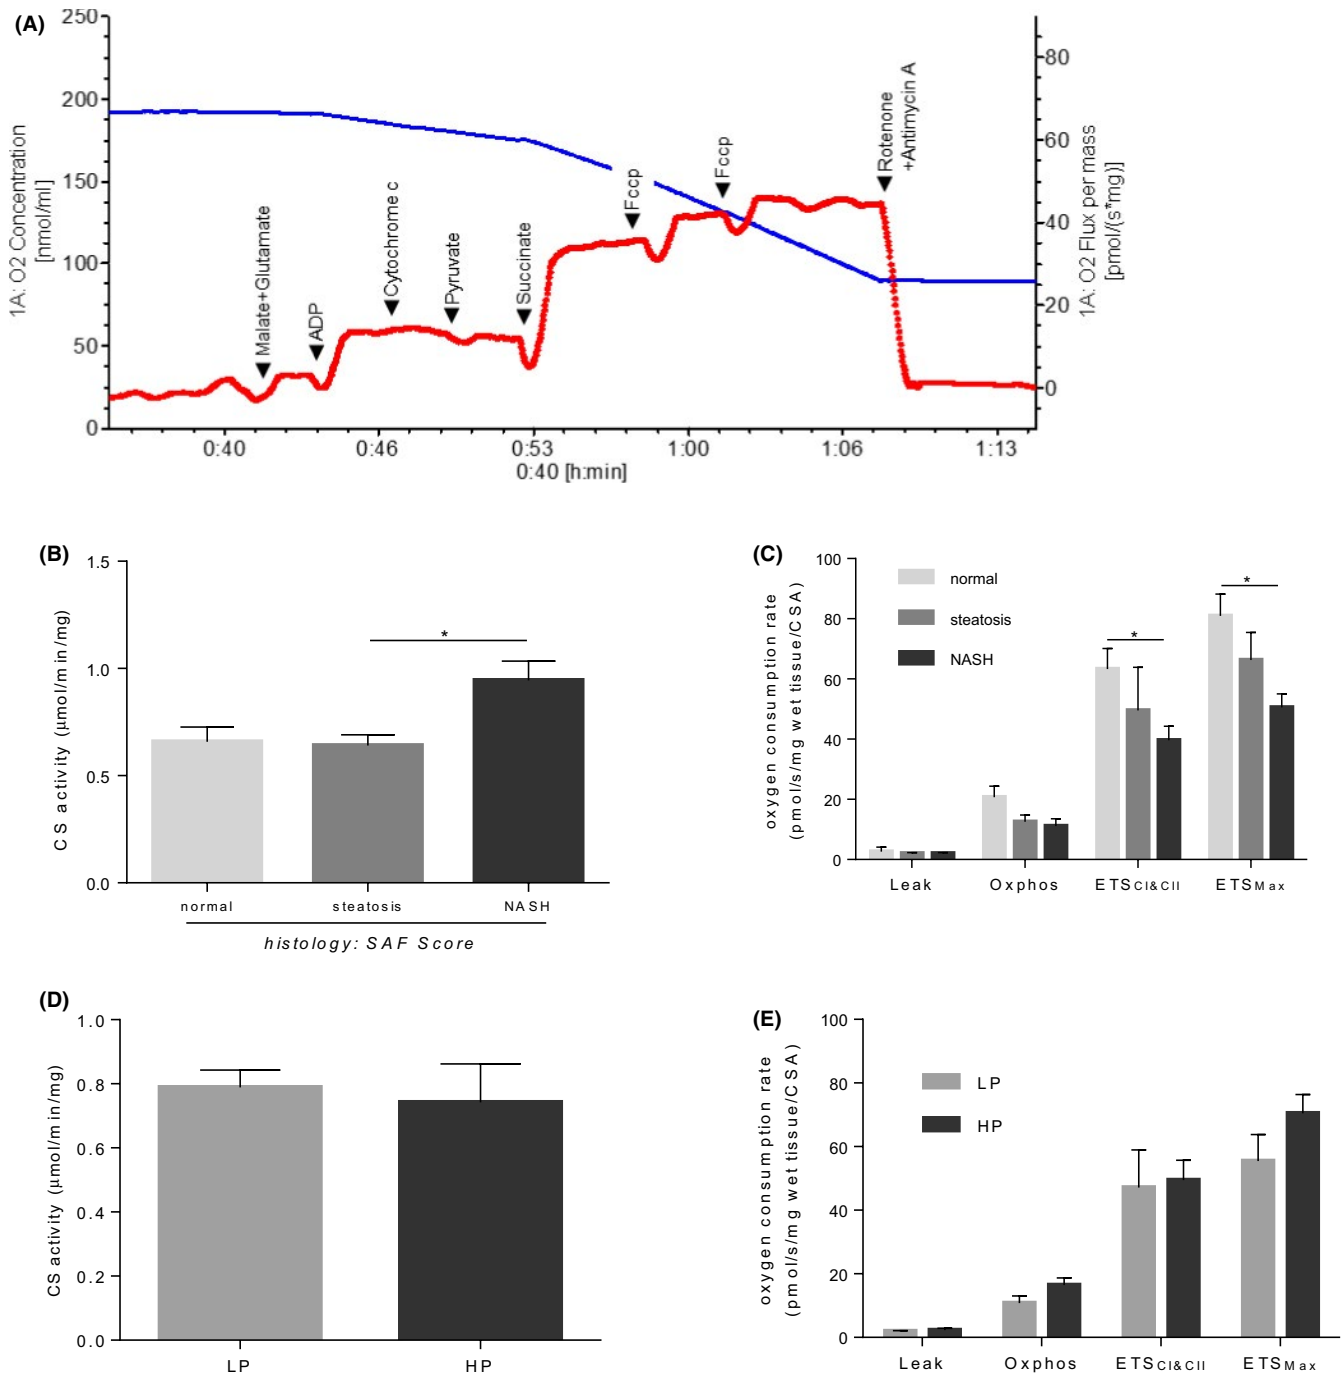 (A)
1A: O2 Concentration
[nmol/ml]
250
200
150
100
50
0
Malate+Glutamate
ADP
Cytochrome c
Pyruvate
Succinate
Fccp
Fccp
Rotenone
+Antimycin A
80
60
40
20
0
1A: O2 Flux per mass
[pmol/(s*mg)]
0:40
0:46
0:53
1:00
1:06
1:13
0:40 [h:min]
(B)
CS activity (μmol/min/mg)
1.5
1.0
0.5
0.0
*
normal
steatosis
NASH
histology: SAF Score
(C)
oxygen consumption rate
(pmol/s/mg wet tissue/CSA)
100
80
60
40
20
0
normal
steatosis
NASH
*
*
Leak
Oxphos
ETSCI&CII
ETSMax
(D)
CS activity (μmol/min/mg)
1.0
0.8
0.6
0.4
0.2
0.0
LP
HP
(E)
oxygen consumption rate
(pmol/s/mg wet tissue/CSA)
100
80
60
40
20
0
LP
HP
Leak
Oxphos
ETSCI&CII
ETSMax